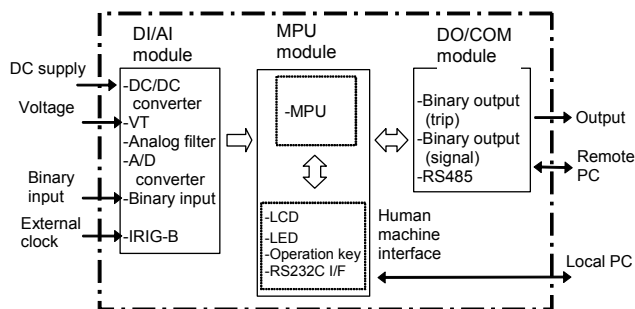 DI/AI
module
MPU
module
DO/COM
module
DC supply
Voltage
Binary
input
External
clock
-DC/DC
converter
-VT
-Analog filter
-A/D
converter
-Binary input
-IRIG-B
-MPU
-LCD
-LED
-Operation key
-RS232C I/F
-Binary output
(trip)
-Binary output
(signal)
-RS485
Human
machine
interface
Output
Remote
PC
Local PC